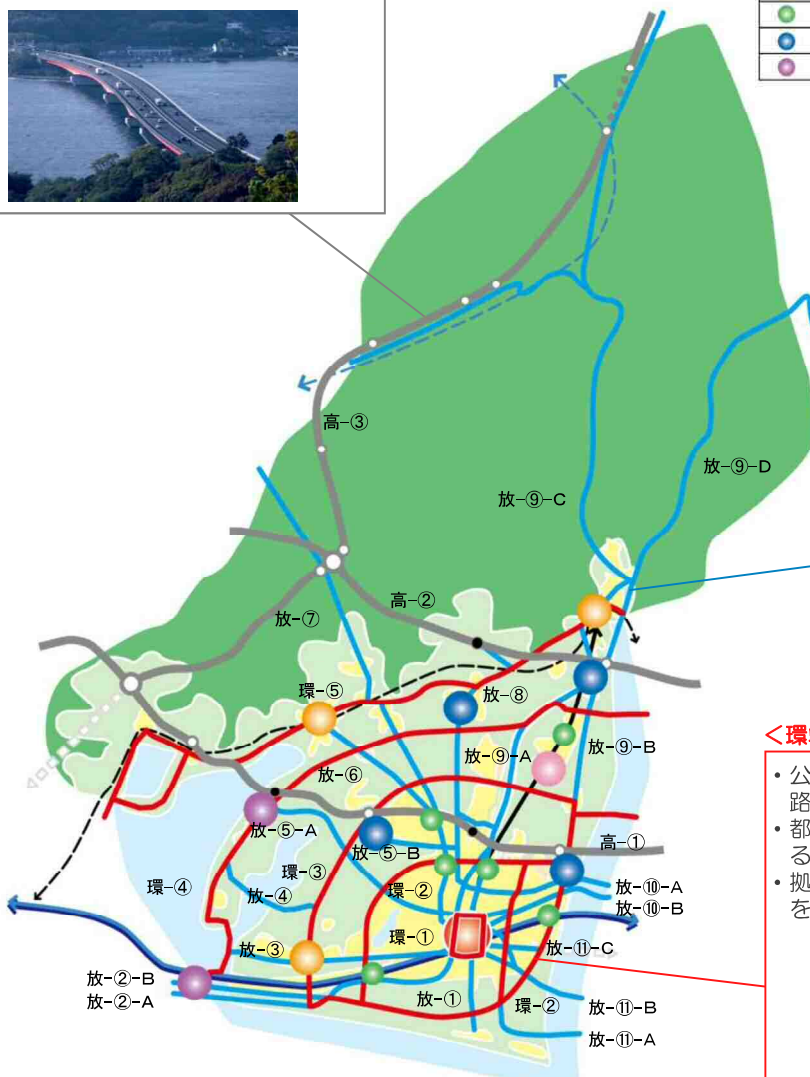 高-③
放-⑨-D
放-⑨-C
高-②
放-⑦
環-⑤
放-⑧
放-⑨-A
放-⑨-B
<環
放-⑥
・公
路
放-⑤-A
放-⑤-B
高-①
・都
る
環-③
・拠
を
環-④
放-④
環-②
放-⑩-A
放-⑩-B
環-①
放-③
放-⑪-C
放-②-B
放-②-A
放-①
環-②
放-⑪-B
放-⑪-A